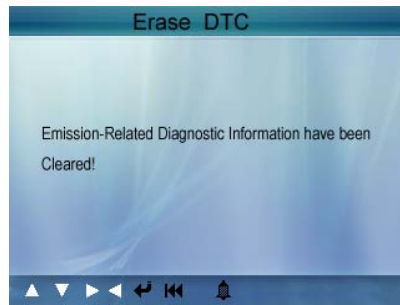 Erase DTC
Emission-Related Diagnostic Information have been
Cleared!